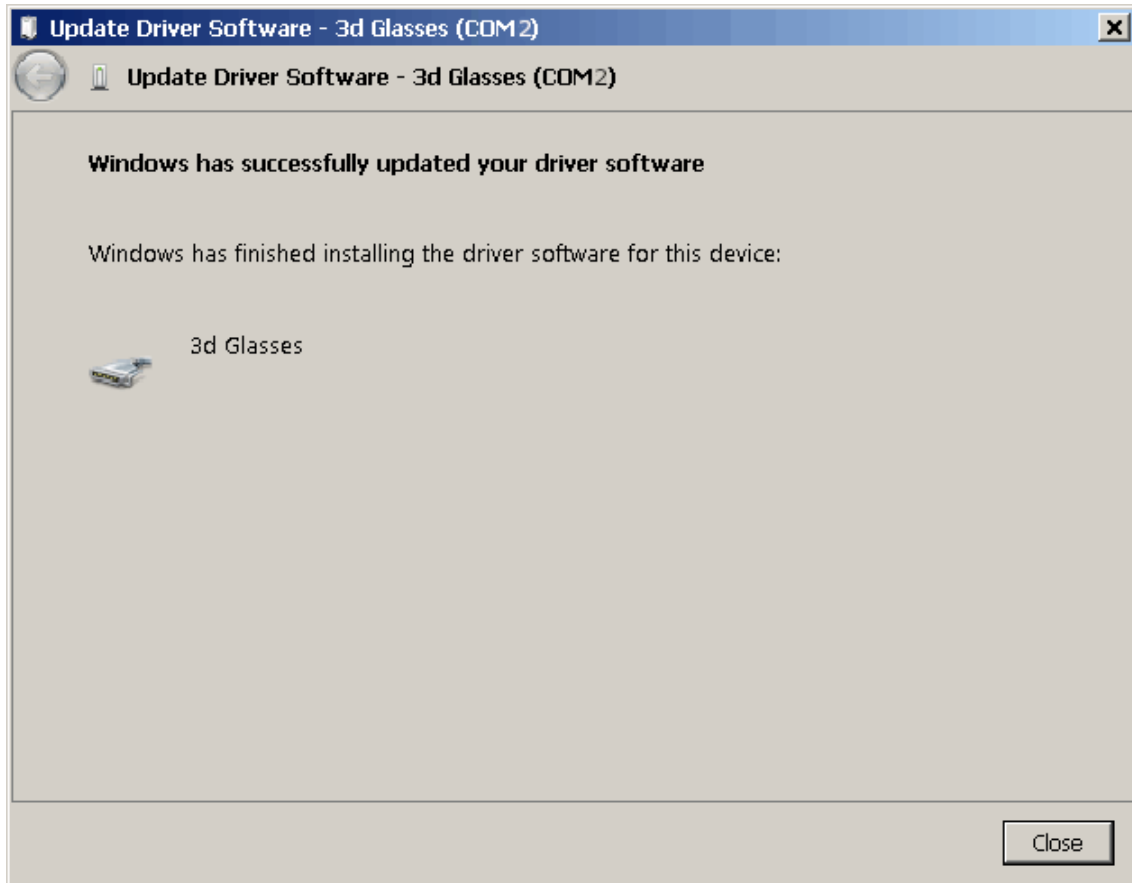 Update Driver Software - 3d Glasses (COM2)
Update Driver Software - 3d Glasses (COM2)
Windows has successfully updated your driver software
Windows has finished installing the driver software for this device:
3d Glasses
Close